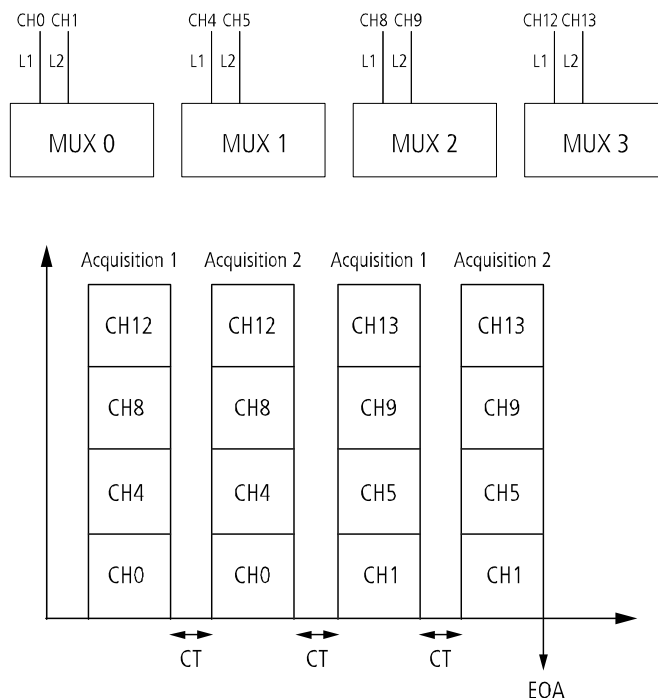 CH0 CH1 CH4 CH5 CH8 CH9 CH12 CH13
L1 L2 L1 L2 L1 L2 L1 L2
MUX 0 MUX 1 MUX 2 MUX 3
Acquisition 1 Acquisition 2 Acquisition 1 Acquisition 2
CH12 CH12 CH13 CH13
CH8 CH8 CH9 CH9
CH4 CH4 CH5 CH5
CH0 CH0 CH1 CH1
CT CT CT
EOA